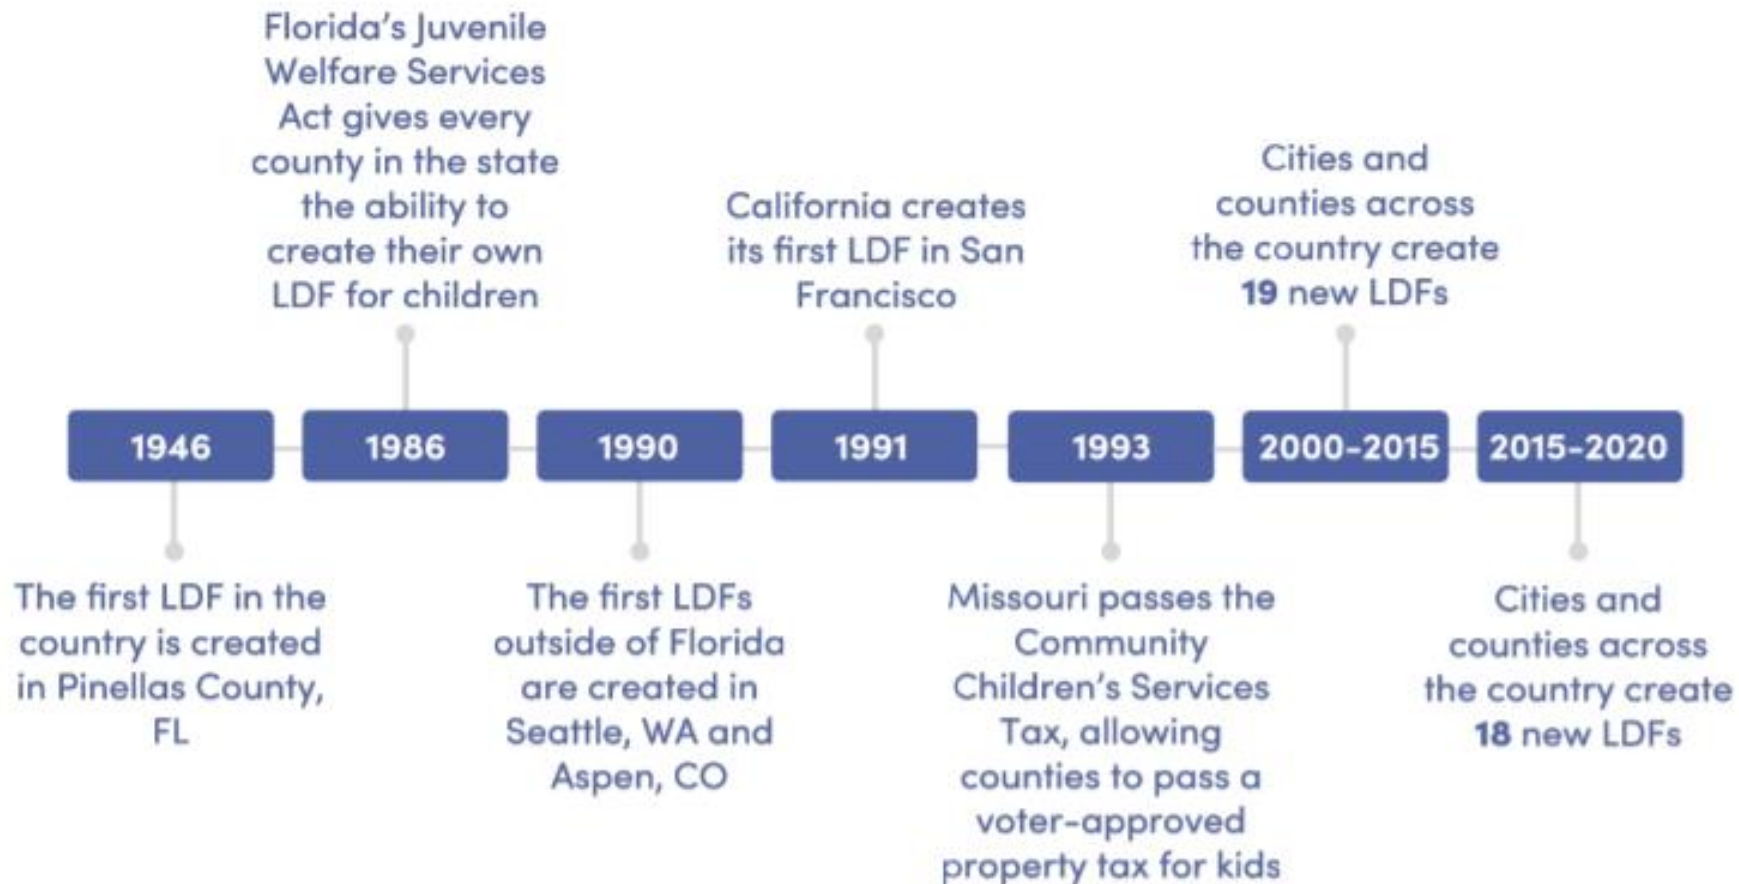 Florida's Juvenile
Welfare Services
Act gives every
county in the state
the ability to
create their own
LDF for children
California creates
its first LDF in San
Francisco
Cities and
counties across
the country create
19 new LDFs
1946
1986
1990
1991
1993
2000-2015
2015-2020
The first LDF in the
country is created
in Pinellas County,
FL
The first LDFs
outside of Florida
are created in
Seattle, WA and
Aspen, CO
Missouri passes the
Community
Children's Services
Tax, allowing
counties to pass a
voter-approved
property tax for kids
Cities and
counties across
the country create
18 new LDFs